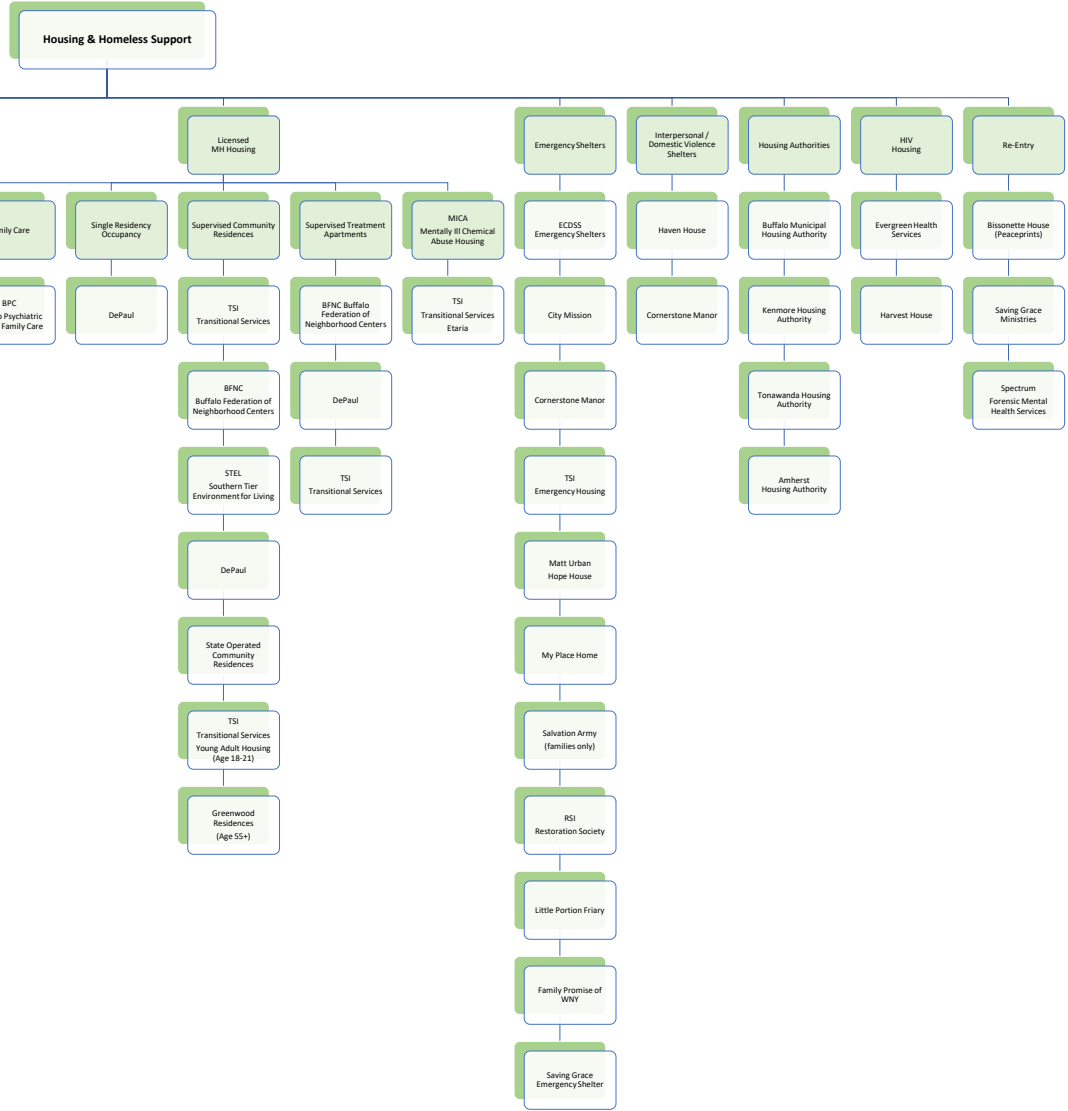 Housing & Homeless Support
Licensed
MH Housing
Emergency Shelters
Interpersonal /
Domestic Violence
Shelters
Housing Authorities
HIV
Housing
Re-Entry
Care
Single Residency
Occupancy
Supervised Community
Residences
Supervised Treatment
Apartments
MICA
Mentally Ill Chemical
Abuse Housing
ECDSS
Emergency Shelters
Haven House
Buffalo Municipal
Housing Authority
Evergreen Health
Services
Bissonette House
(Peaceprints)
BPC
Psychiatric
Family Care
DePaul
TSI
Transitional Services
BFNC Buffalo
Federation of
Neighborhood Centers
TSI
Transitional Services
Etaria
City Mission
Cornerstone Manor
Kenmore Housing
Authority
Harvest House
Saving Grace
Ministries
BFNC
Buffalo Federation of
Neighborhood Centers
DePaul
Cornerstone Manor
Tonawanda Housing
Authority
Spectrum
Forensic Mental
Health Services
STEL
Southern Tier
Environment for Living
TSI
Transitional Services
TSI
Emergency Housing
Amherst
Housing Authority
DePaul
Matt Urban
Hope House
State Operated
Community
Residences
My Place Home
TSI
Transitional Services
Young Adult Housing
(Age 18-21)
Salvation Army
(families only)
Greenwood
Residences
(Age 55+)
RSI
Restoration Society
Little Portion Friary
Family Promise of
WNY
Saving Grace
Emergency Shelter